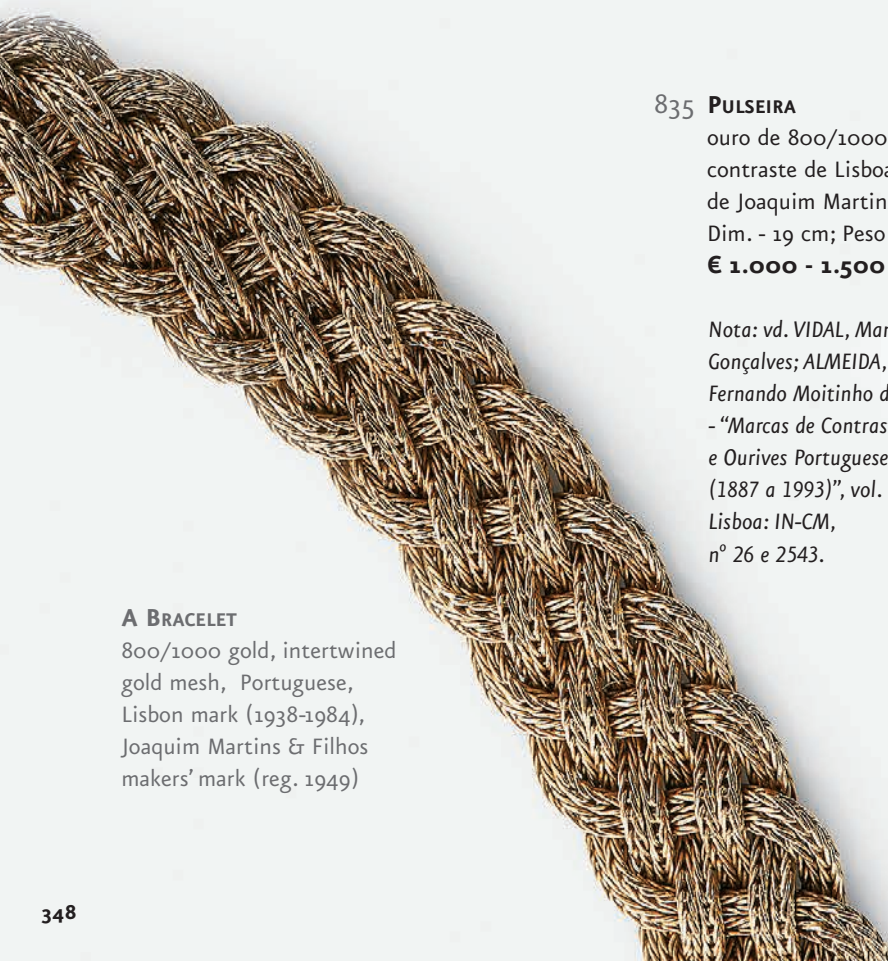 835 PULSEIRA
ouro de 800/1000
contraste de Lisboa
de Joaquim Martin
Dim. - 19 cm; Peso
€ 1.000 - 1.500
Nota: vd. VIDAL, Mar
Gonçalves; ALMEIDA,
Fernando Moitinho d
- “Marcas de Contras
e Ourives Portuguese
(1887 a 1993)”, vol.
Lisboa: IN-CM,
nº 26 e 2543.
A BRACELET
800/1000 gold, intertwined
gold mesh, Portuguese,
Lisbon mark (1938-1984),
Joaquim Martins & Filhos
makers’ mark (reg. 1949)
348